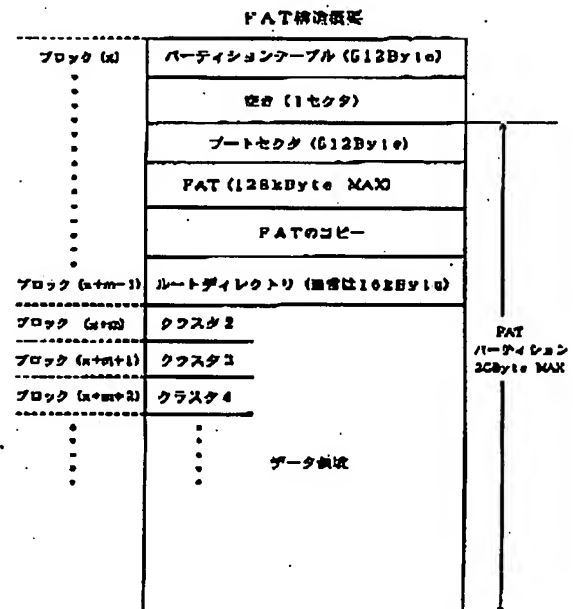 FAT構造概要
ブロック (x)
パーティションテーブル (512Byte)
空き (1セクタ)
ブートセクタ (512Byte)
FAT (128kByte MAX)
FATのコピー
ブロック (x+m-1)
ルートディレクトリ (通常は16kByte)
ブロック (x+m)
クラスタ2
ブロック (x+m+1)
クラスタ3
ブロック (x+m+2)
クラスタ4
データ領域
FAT
パーティション
2GByte MAX